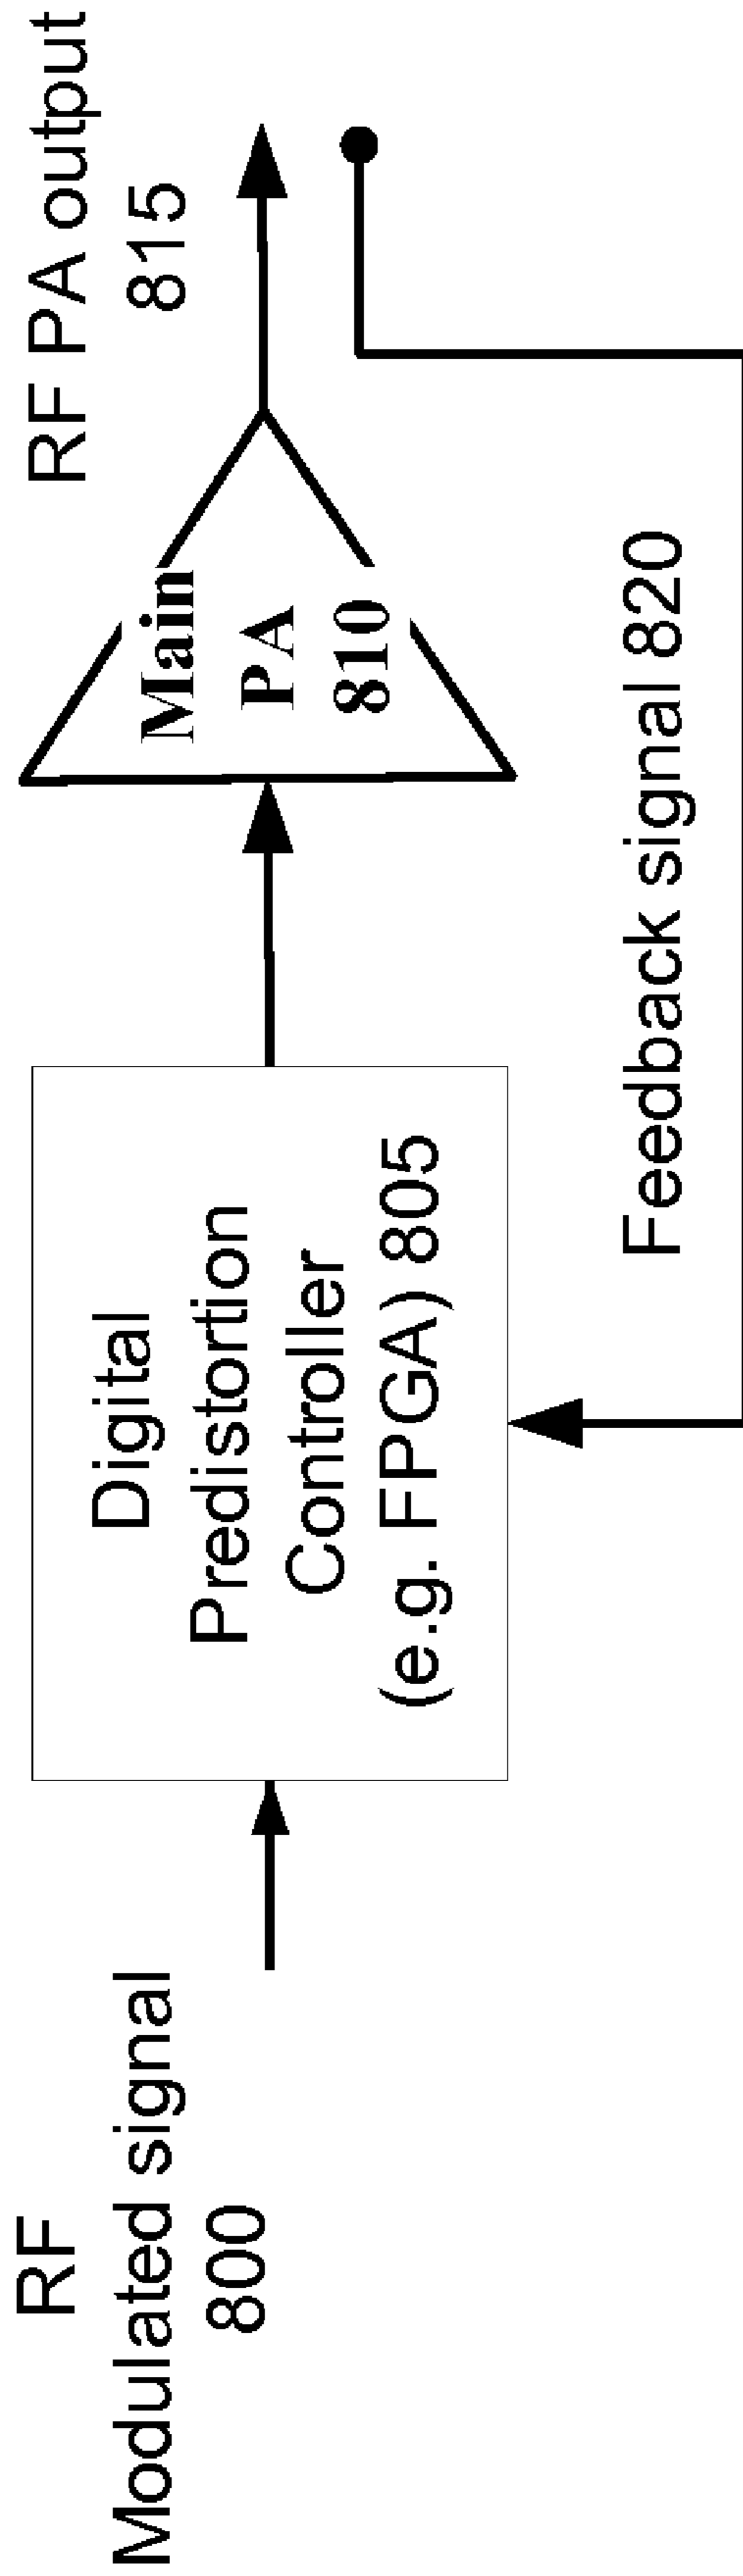 RF
Modulated signal
800
Digital
Predistortion
Controller
(e.g. FPGA) 805
Main
PA
810
RF PA output
815
Feedback signal 820